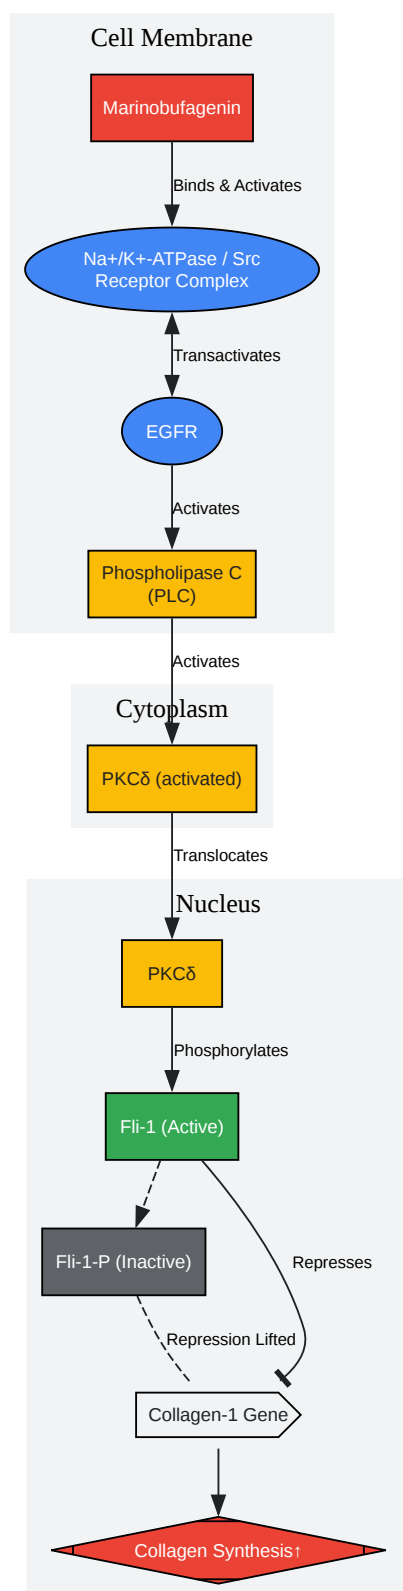 Cell Membrane
Marinobufagenin
Binds & Activates
Na+/K+-ATPase / Src
Receptor Complex
Transactivates
EGFR
Activates
Phospholipase C
(PLC)
Activates
Cytoplasm
PKCδ (activated)
Translocates
Nucleus
PKCδ
Phosphorylates
Fli-1 (Active)
Fli-1-P (Inactive)
Represses
Repression Lifted
Collagen-1 Gene
Collagen Synthesis↑